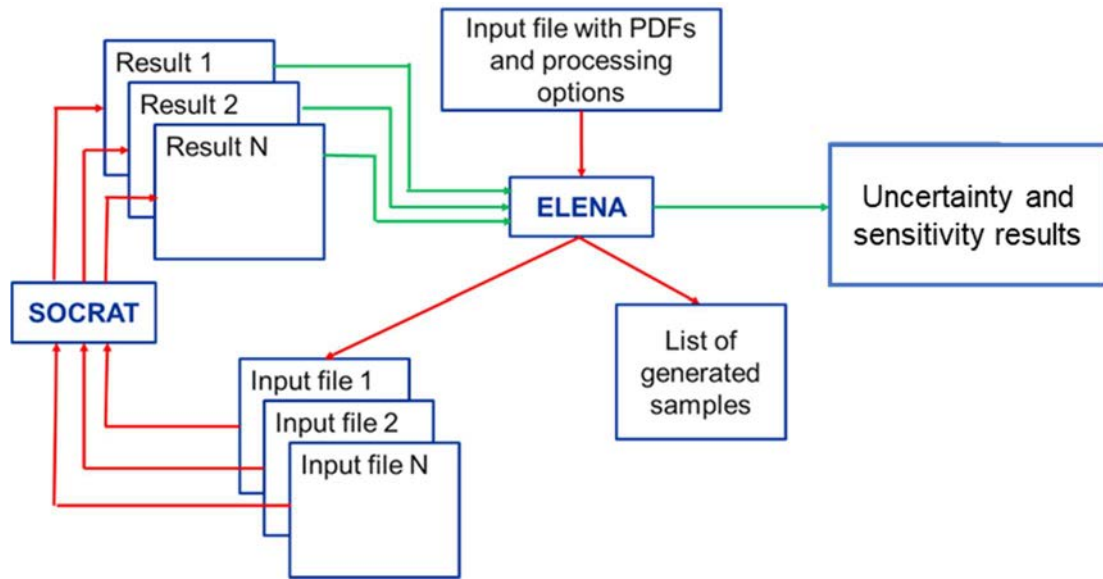 Result 1
Result 2
Result N
Input file with PDFs
and processing
options
ELENA
Uncertainty and
sensitivity results
SOCRAT
List of
generated
samples
Input file 1
Input file 2
Input file N